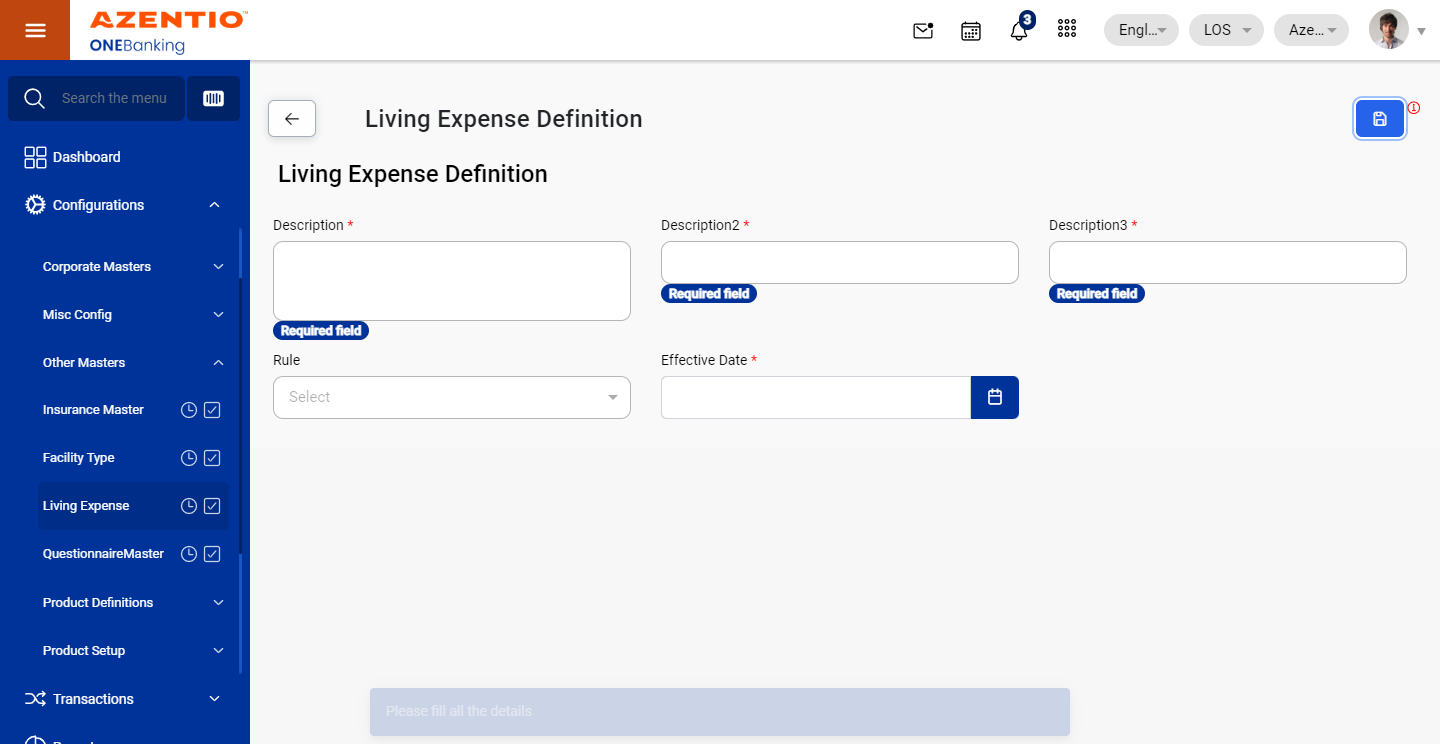 AZENTIO™
ONEBanking
3
Engl...
LOS
Aze...
Search the menu
Dashboard
Configurations
Corporate Masters
Misc Config
Other Masters
Insurance Master
Facility Type
Living Expense
QuestionnaireMaster
Product Definitions
Product Setup
Transactions
Living Expense Definition
Living Expense Definition
Description *
Description2 *
Description3 *
Required field
Required field
Required field
Rule
Effective Date *
Select
Please fill all the details